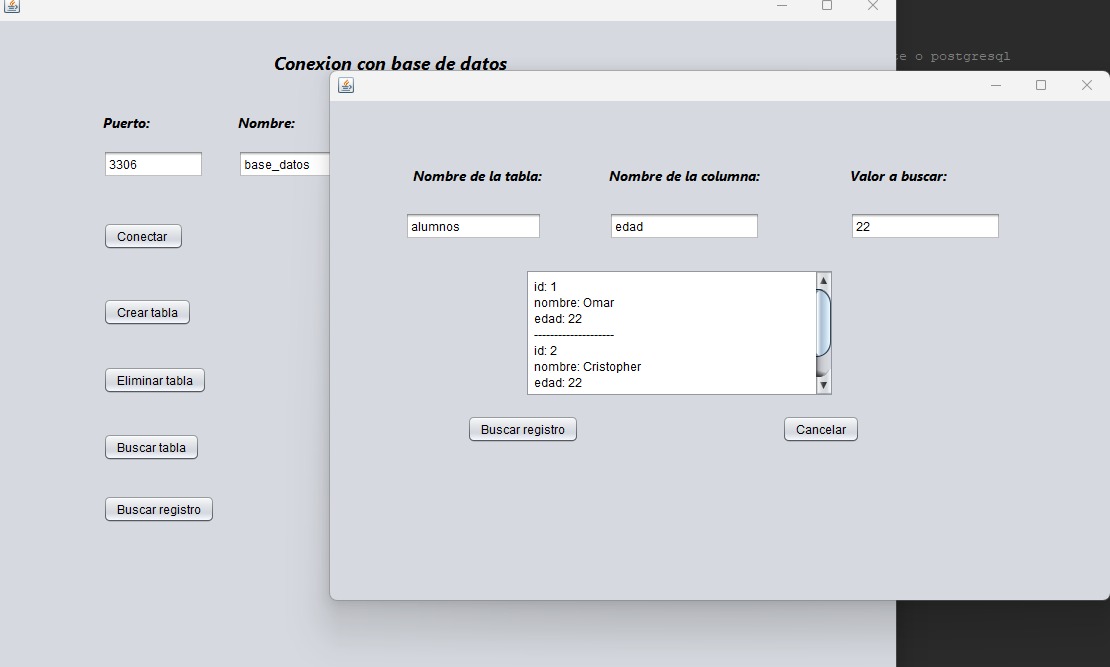 Conexion con base de datos
o postgresql
Puerto:
Nombre:
3306
base_datos
Conectar
Crear tabla
Eliminar tabla
Buscar tabla
Buscar registro
Nombre de la tabla:
Nombre de la columna:
Valor a buscar:
alumnos
edad
22
id: 1
nombre: Omar
edad: 22
--------------------
id: 2
nombre: Cristopher
edad: 22
Buscar registro
Cancelar